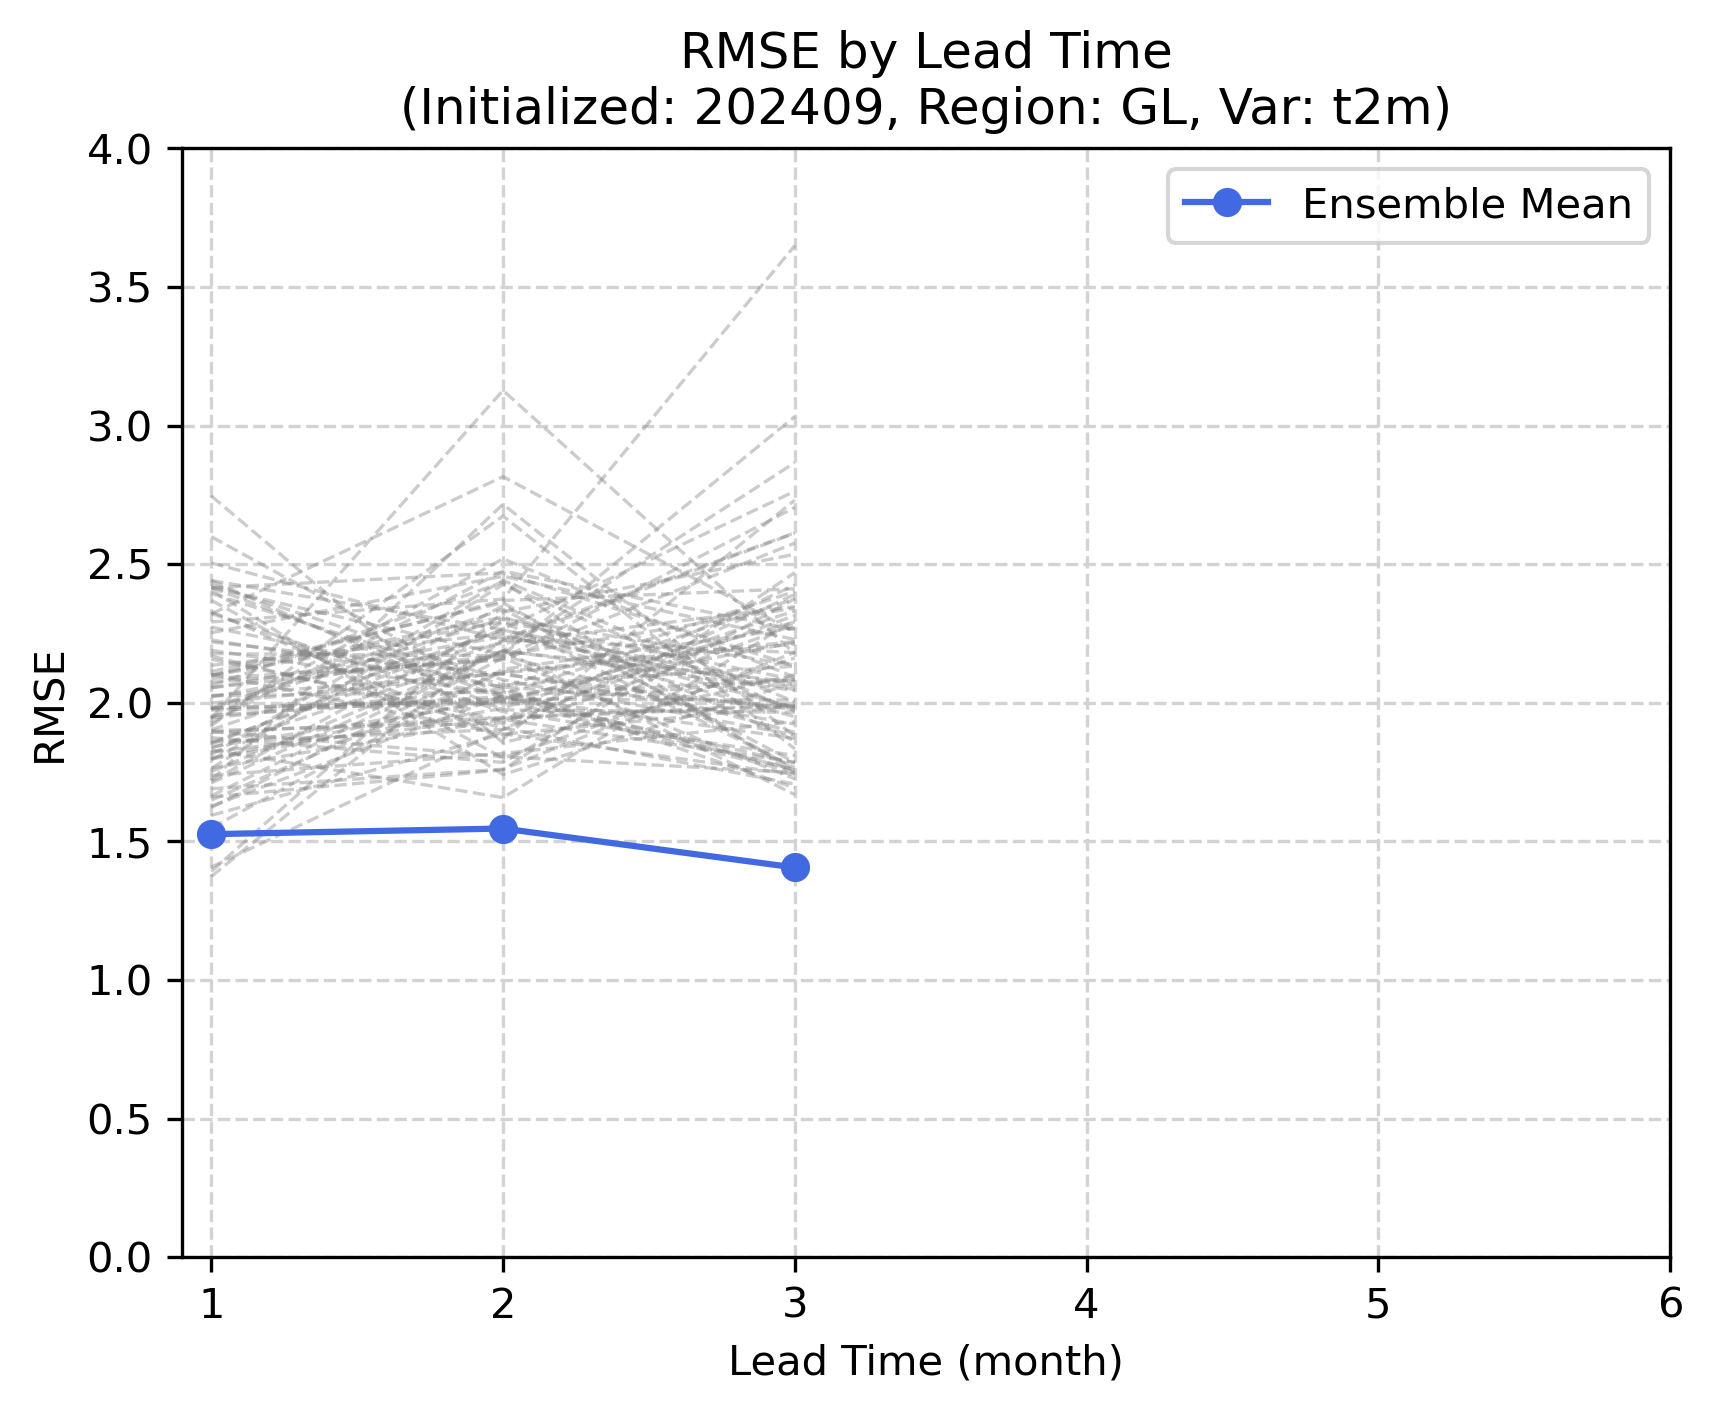 RMSE by Lead Time
(Initialized: 202409, Region: GL, Var: t2m)
Ensemble Mean
4.0
3.5
3.0
2.5
2.0
1.5
1.0
0.5
0.0
RMSE
1 2 3 4 5 6
Lead Time (month)